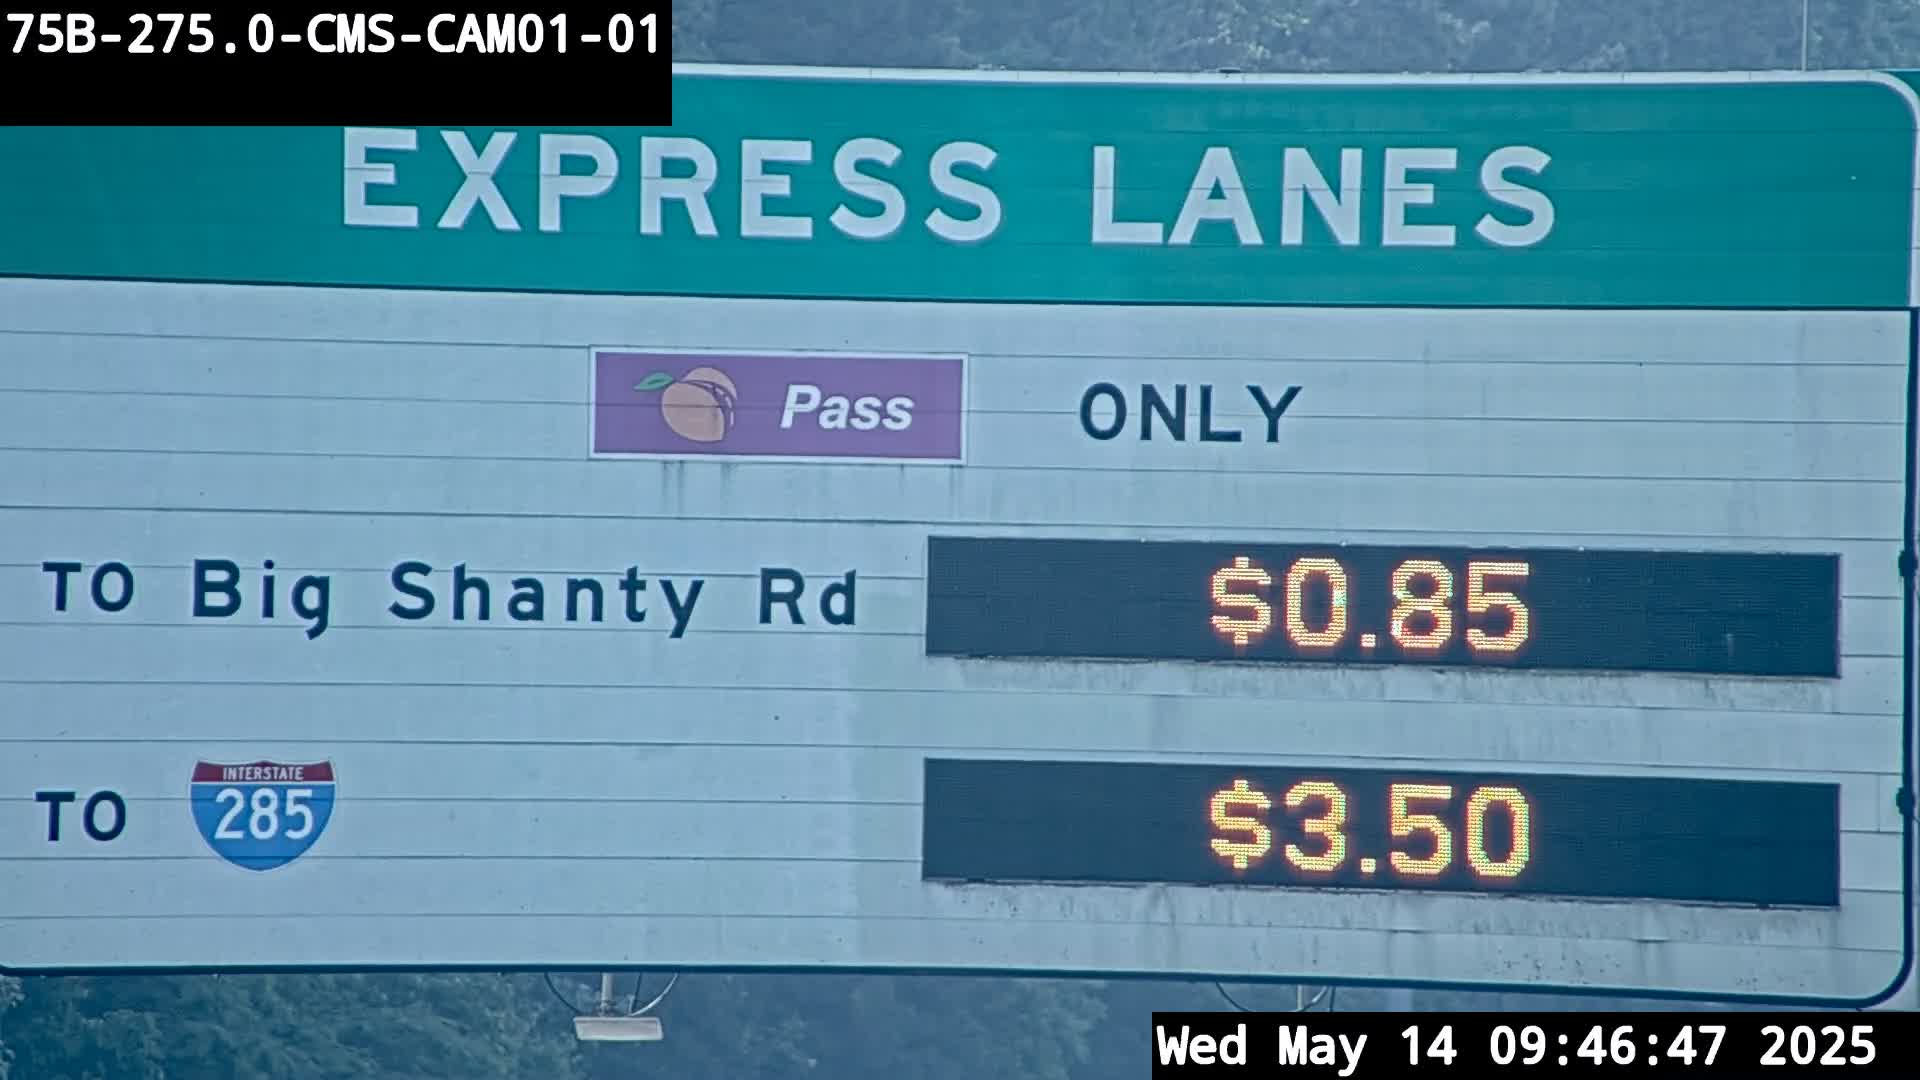 75B-275.0-CMS-CAM01-01
EXPRESS LANES
Pass ONLY
TO Big Shanty Rd $0.85
TO INTERSTATE 285 $3.50
Wed May 14 09:46:47 2025